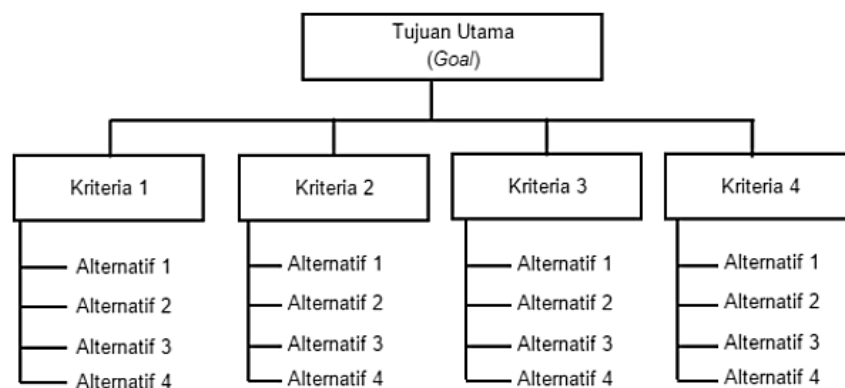 Tujuan Utama
(Goal)
Kriteria 1
Kriteria 2
Kriteria 3
Kriteria 4
Alternatif 1
Alternatif 2
Alternatif 3
Alternatif 4
Alternatif 1
Alternatif 2
Alternatif 3
Alternatif 4
Alternatif 1
Alternatif 2
Alternatif 3
Alternatif 4
Alternatif 1
Alternatif 2
Alternatif 3
Alternatif 4